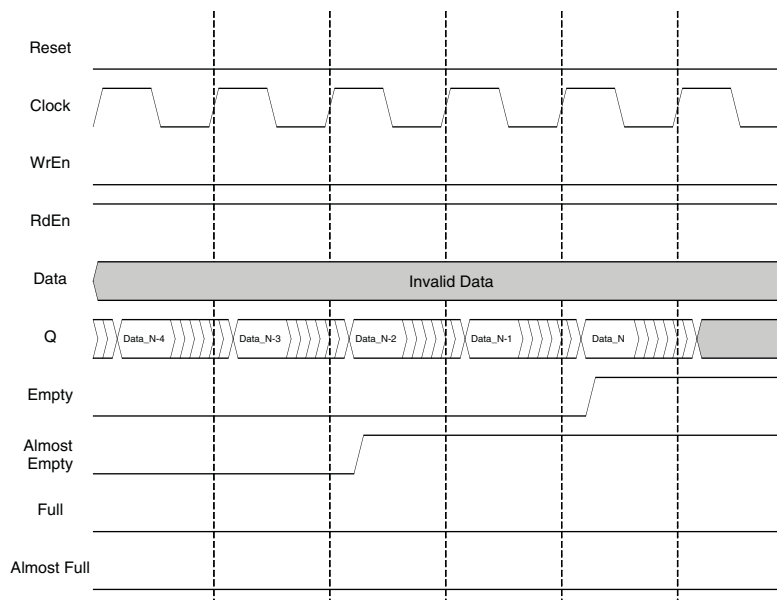 Reset
Clock
WrEn
RdEn
Data
Invalid Data
Q
Data_N-4
Data_N-3
Data_N-2
Data_N-1
Data_N
Empty
Almost
Empty
Full
Almost Full